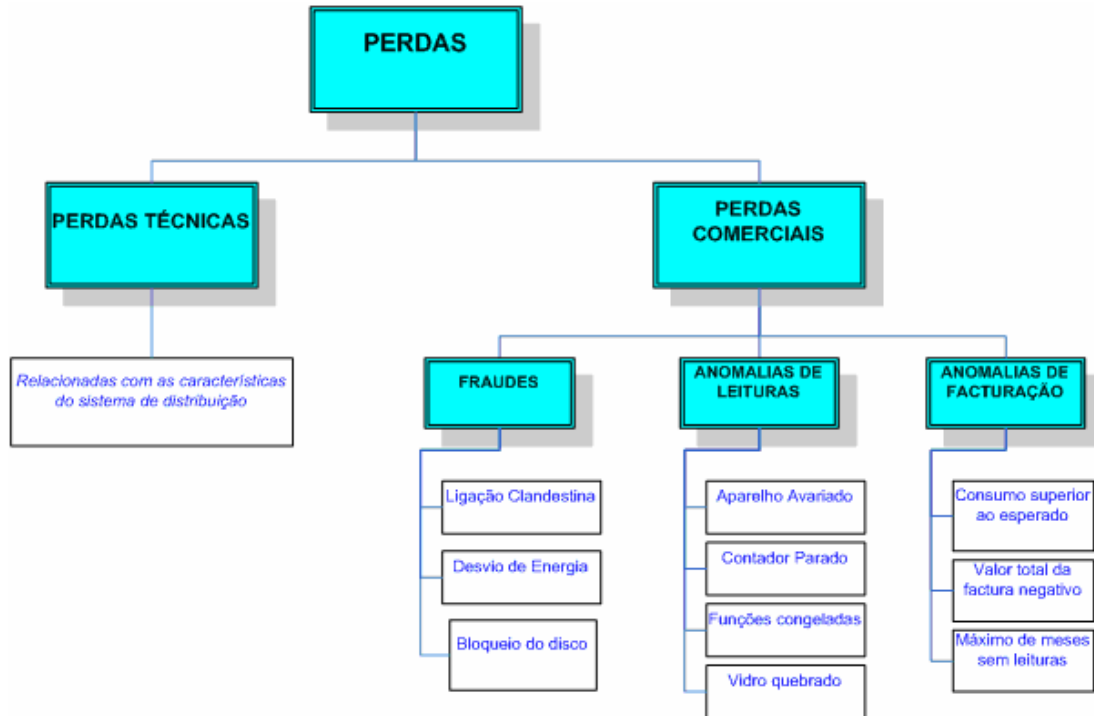 PERDAS
PERDAS TÉCNICAS
PERDAS
COMERCIAIS
Relacionadas com as características
do sistema de distribuição
FRAUDES
ANOMALIAS DE
LEITURAS
ANOMALIAS DE
FACTURAÇÃO
Ligação Clandestina
Desvio de Energia
Bloqueio do disco
Aparelho Avariado
Contador Parado
Funções congeladas
Vidro quebrado
Consumo superior
ao esperado
Valor total da
factura negativo
Máximo de meses
sem leituras